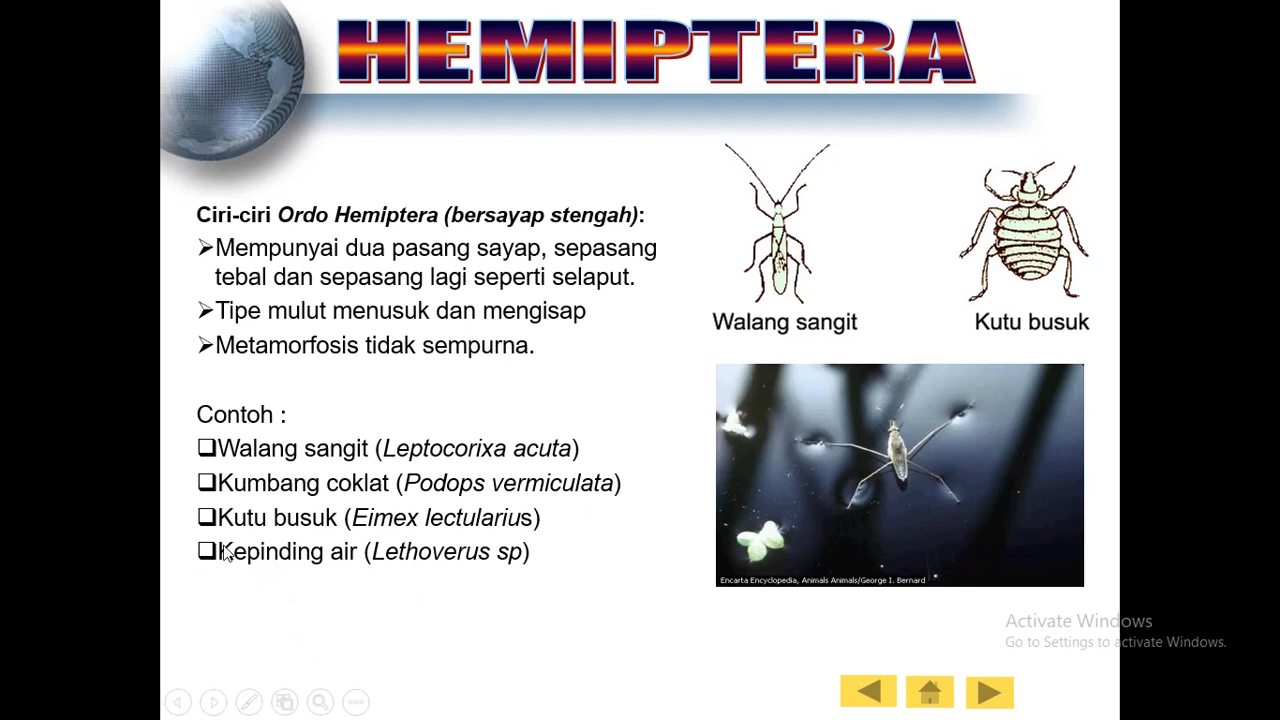 HEMIPTERA
Ciri-ciri Ordo Hemiptera (bersayap stengah):
Mempunyai dua pasang sayap, sepasang
tebal dan sepasang lagi seperti selaput.
Tipe mulut menusuk dan mengisap
Metamorfosis tidak sempurna.
Contoh :
Walang sangit (Leptocorixa acuta)
Kumbang coklat (Podops vermiculata)
Kutu busuk (Eimex lectularius)
Kepinding air (Lethoverus sp)
Walang sangit
Kutu busuk
Encarta Encyclopedia, Animals Animals/George I. Bernard
Activate Windows
Go to Settings to activate Windows.